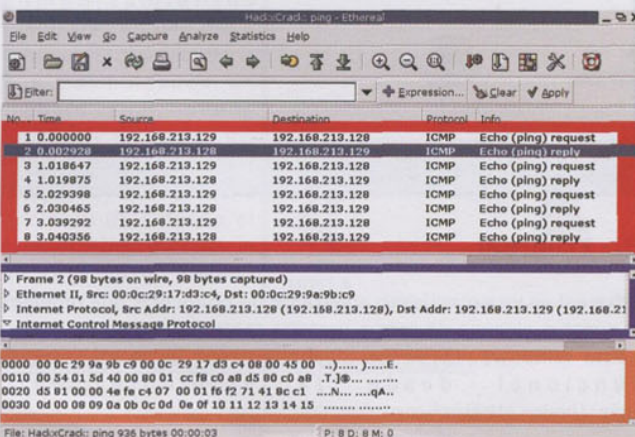 Had×Crad: ping - Ethereal
File Edit View Go Capture Analyze Statistics Help
Filter: Expression... Clear Apply
No. . Time Source Destination Protocol Info
1 0.000000 192.168.213.129 192.168.213.128 ICMP Echo (ping) request
2 0.002928 192.168.213.128 192.168.213.129 ICMP Echo (ping) reply
3 1.018647 192.168.213.129 192.168.213.128 ICMP Echo (ping) request
4 1.019875 192.168.213.128 192.168.213.129 ICMP Echo (ping) reply
5 2.029398 192.168.213.129 192.168.213.128 ICMP Echo (ping) request
6 2.030465 192.168.213.128 192.168.213.129 ICMP Echo (ping) reply
7 3.039292 192.168.213.129 192.168.213.128 ICMP Echo (ping) request
8 3.040356 192.168.213.128 192.168.213.129 ICMP Echo (ping) reply
Frame 2 (98 bytes on wire, 98 bytes captured)
Ethernet II, Src: 00:0c:29:17:d3:c4, Dst: 00:0c:29:9a:9b:c9
Internet Protocol, Src Addr: 192.168.213.128 (192.168.213.128), Dst Addr: 192.168.213.129 (192.168.21
Internet Control Message Protocol
0000 00 0c 29 9a 9b c9 00 0c 29 17 d3 c4 08 00 45 00 ..)..... ).....E.
0010 00 54 01 5d 40 00 80 01 cc f8 c0 a8 d5 80 c0 a8 .T.]@... ........
0020 d5 81 00 00 4e fe c4 07 00 01 f6 f2 71 41 8c c1 ....N... ....qA..
0030 0d 00 08 09 0a 0b 0c 0d 0e 0f 10 11 12 13 14 15 ........ ........
File: Had×Crad: ping 936 bytes 00:00:03 P: 8 D: 8 M: 0